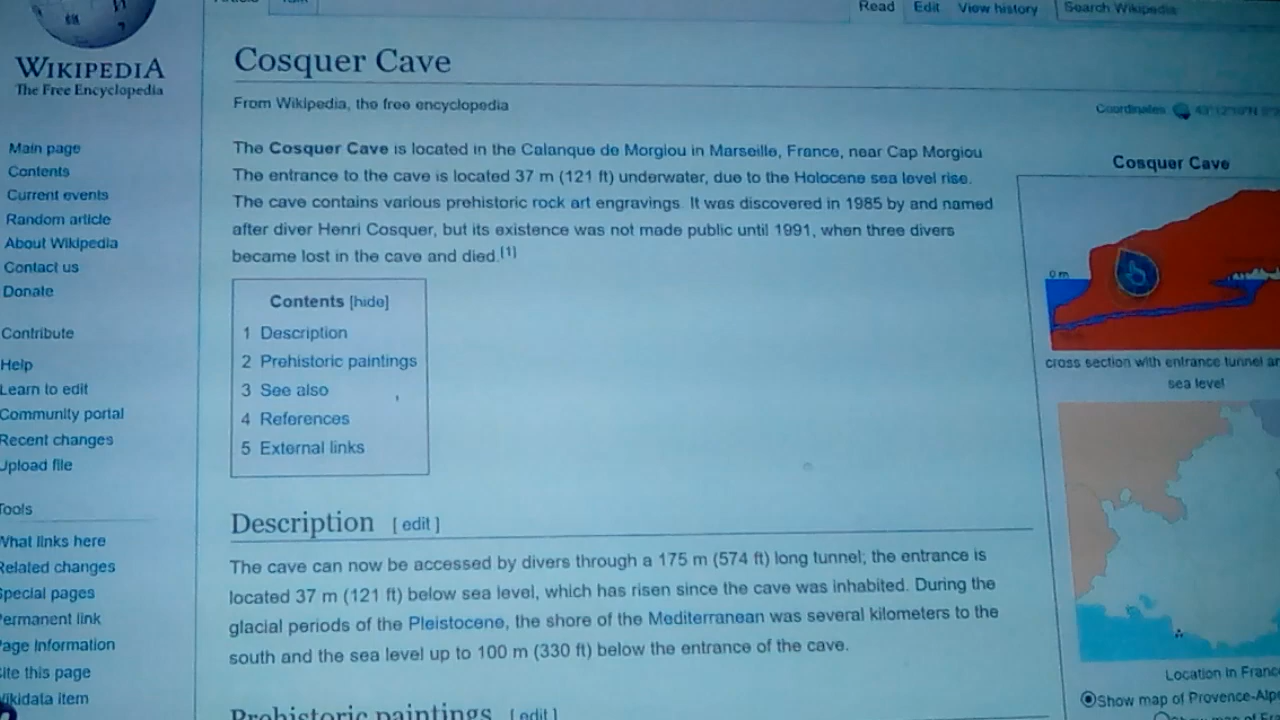 Read Edit View history Search Wikipedia
WIKIPEDIA
The Free Encyclopedia
Main page
Contents
Current events
Random article
About Wikipedia
Contact us
Donate
Contribute
Help
Learn to edit
Community portal
Recent changes
Upload file
Tools
What links here
Related changes
Special pages
Permanent link
Page information
Cite this page
Wikidata item
Cosquer Cave
From Wikipedia, the free encyclopedia
Coordinates
The Cosquer Cave is located in the Calanque de Morgiou in Marseille, France, near Cap Morgiou
The entrance to the cave is located 37 m (121 ft) underwater, due to the Holocene sea level rise.
The cave contains various prehistoric rock art engravings. It was discovered in 1985 by and named
after diver Henri Cosquer, but its existence was not made public until 1991, when three divers
became lost in the cave and died.[1]
Contents [hide]
1 Description
2 Prehistoric paintings
3 See also
4 References
5 External links
Description [ edit ]
The cave can now be accessed by divers through a 175 m (574 ft) long tunnel; the entrance is
located 37 m (121 ft) below sea level, which has risen since the cave was inhabited. During the
glacial periods of the Pleistocene, the shore of the Mediterranean was several kilometers to the
south and the sea level up to 100 m (330 ft) below the entrance of the cave.
Prehistoric paintings [ edit ]
Cosquer Cave
0 m
cross section with entrance tunnel
sea level
Location in
Show map of